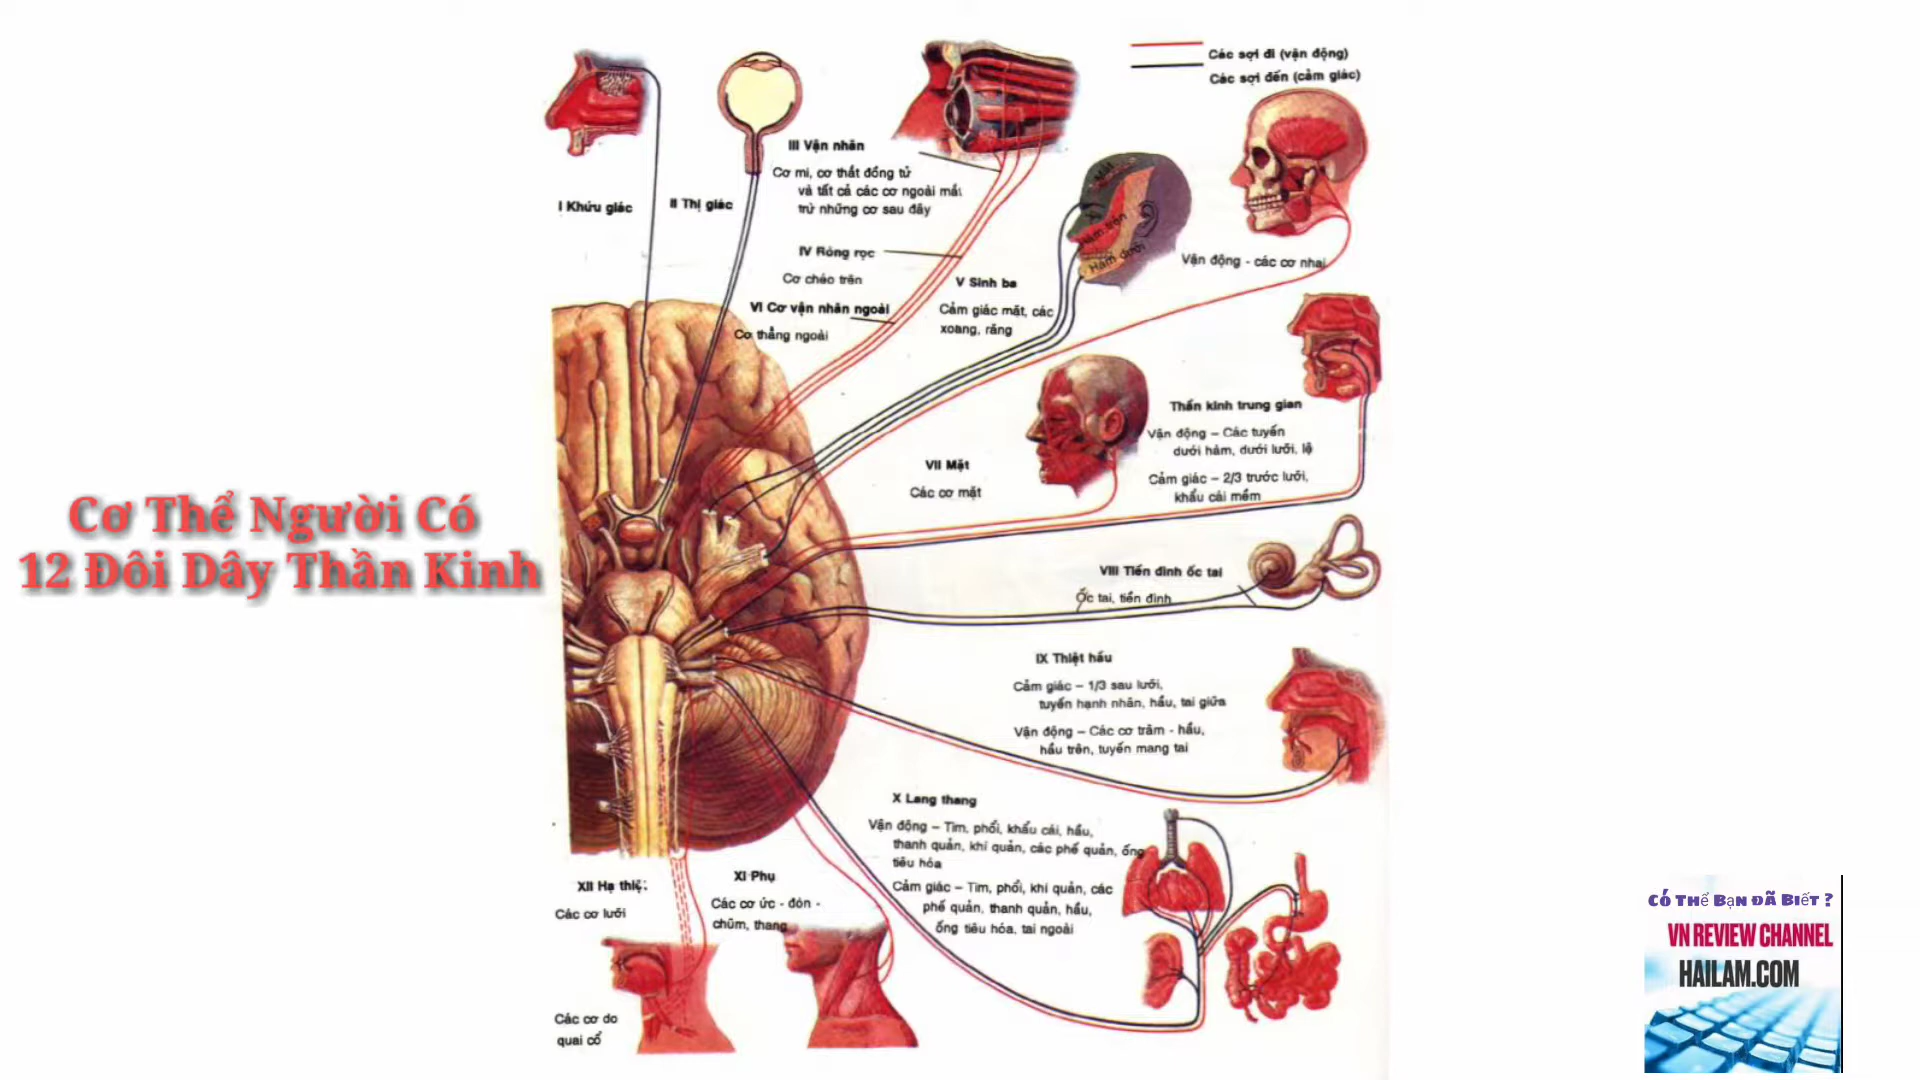 Các sợi đi (vận động)
Các sợi đến (cảm giác)
I Khứu giác
II Thị giác
III Vận nhãn
Cơ mi, cơ thắt đồng tử
và tất cả các cơ ngoài mắt
trừ những cơ sau đây
IV Ròng rọc
Cơ chéo trên
VI Cơ vận nhãn ngoài
Cơ thẳng ngoài
V Sinh ba
Cảm giác mặt, các
xoang, răng
Mắt
Hàm trên
Hàm dưới
Vận động - các cơ nhai
VII Mặt
Các cơ mặt
Thần kinh trung gian
Vận động – Các tuyến
dưới hàm, dưới lưỡi, lệ
Cảm giác – 2/3 trước lưỡi,
khẩu cái mềm
Cơ Thể Người Có
12 Đôi Dây Thần Kinh
VIII Tiền đình ốc tai
Ốc tai, tiền đình
IX Thiệt hầu
Cảm giác – 1/3 sau lưỡi,
tuyến hạnh nhân, hầu, tai giữa
Vận động – Các cơ trâm - hầu,
hầu trên, tuyến mang tai
X Lang thang
Vận động – Tim, phổi, khẩu cái, hầu,
thanh quản, khí quản, các phế quản, ống
tiêu hóa
Cảm giác – Tim, phổi, khí quản, các
phế quản, thanh quản, hầu,
ống tiêu hóa, tai ngoài
XI Phụ
Các cơ ức - đòn -
chũm, thang
XII Hạ thiệt
Các cơ lưỡi
Các cơ do
quai cổ
Có Thể Bạn Đã Biết ?
VN REVIEW CHANNEL
HAILAM.COM